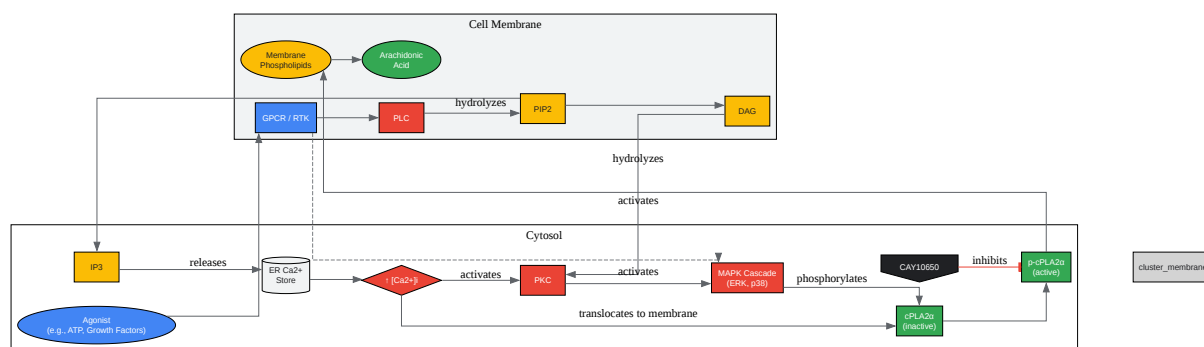 Cell Membrane
Membrane
Phospholipids
Arachidonic
Acid
GPCR / RTK
PLC
hydrolyzes
PIP2
DAG
hydrolyzes
activates
Cytosol
IP3
releases
ER Ca2+
Store
↑ [Ca2+]i
activates
PKC
activates
MAPK Cascade
(ERK, p38)
phosphorylates
CAY10650
inhibits
p-cPLA2α
(active)
cluster_membrane
Agonist
(e.g., ATP, Growth Factors)
translocates to membrane
cPLA2α
(inactive)